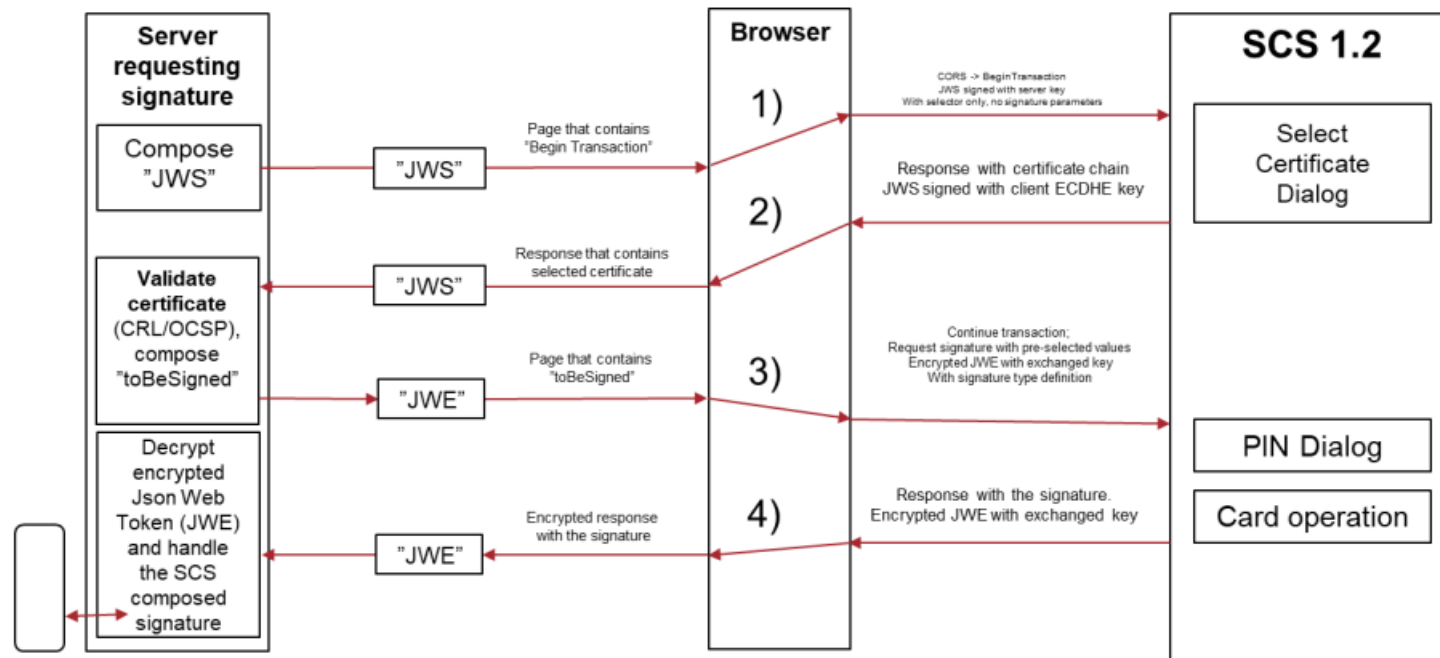 Server
requesting
signature
Compose
”JWS”
”JWS”
Page that contains
”Begin Transaction”
Browser
1)
CORS -> BeginTransaction
JWS signed with server key
With selector only, no signature parameters
SCS 1.2
Select
Certificate
Dialog
Response with certificate chain
JWS signed with client ECDHE key
2)
Response that contains
selected certificate
”JWS”
Validate
certificate
(CRL/OCSP),
compose
”toBeSigned”
”JWE”
Page that contains
”toBeSigned”
3)
Continue transaction;
Request signature with pre-selected values
Encrypted JWE with exchanged key
With signature type definition
PIN Dialog
Card operation
Response with the signature.
Encrypted JWE with exchanged key
4)
Encrypted response
with the signature
”JWE”
Decrypt
encrypted
Json Web
Token (JWE)
and handle
the SCS
composed
signature